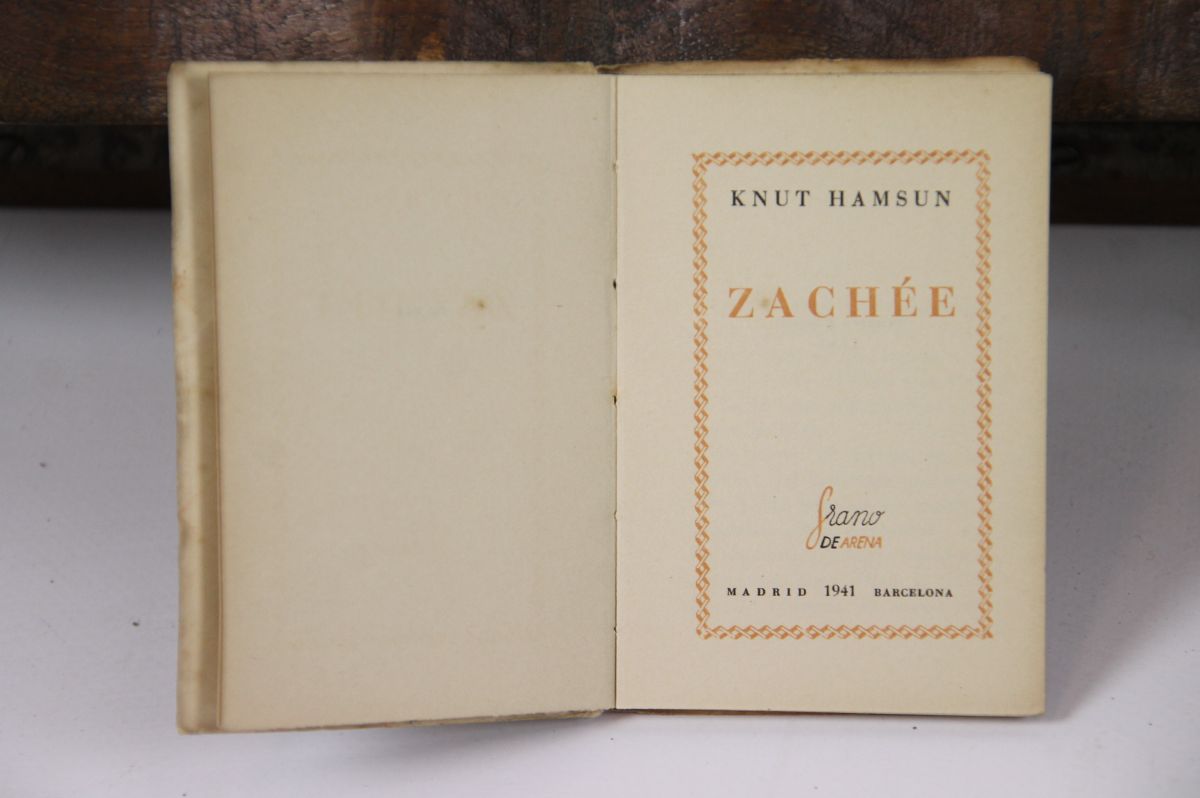 KNUT HAMSUN
ZACHÉE
Grano
DE ARENA
MADRID 1941 BARCELONA